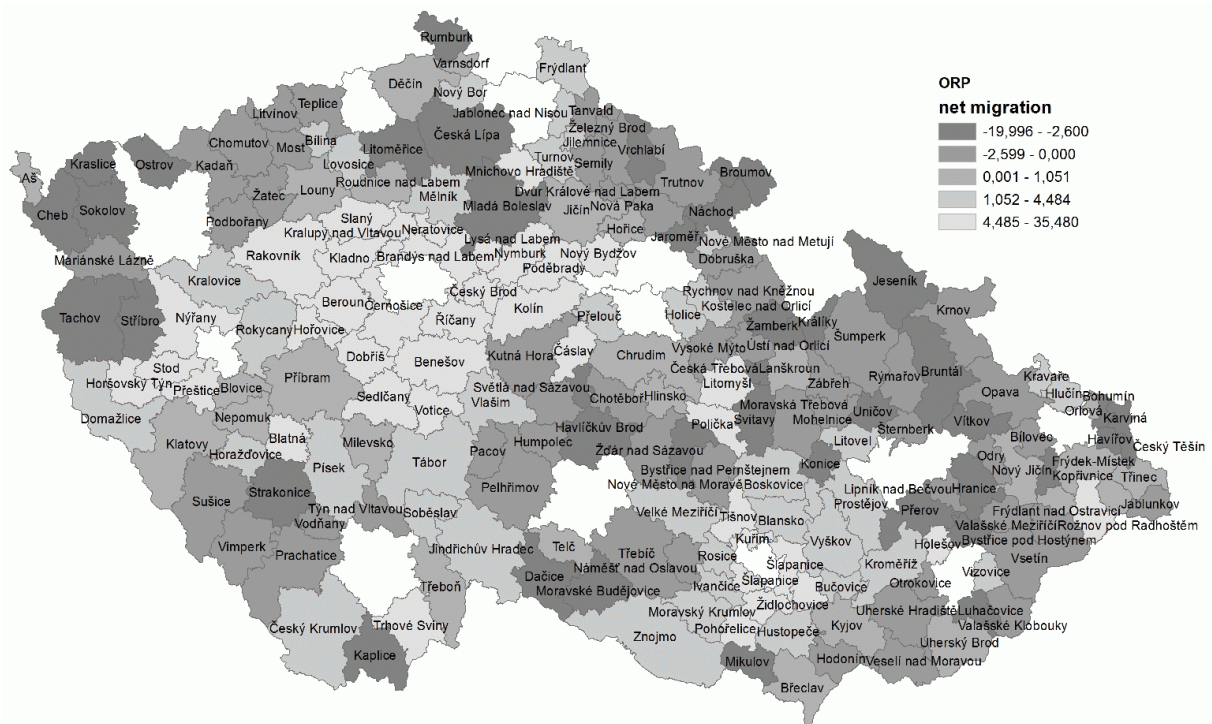 Rumburk
Varnsdorf
Frýdlant
Děčín
Nový Bor
ORP
net migration
-19,996 - -2,600
-2,599 - 0,000
0,001 - 1,051
1,052 - 4,484
4,485 - 35,480
Teplice
Litvínov
Jablonec nad Nisou
Tanvald
Česká Lípa
Železný Brod
Chomutov
Most
Bílina
Litoměřice
Jilemnice
Vrchlabí
Kraslice
Ostrov
Kadaň
Lovosice
Turnov
Semily
Broumov
Mnichovo Hradiště
Trutnov
Aš
Roudnice nad Labem
Louny
Mělník
Dvůr Králové nad Labem
Žatec
Mladá Boleslav
Jičín
Nová Paka
Náchod
Cheb
Sokolov
Podbořany
Slaný
Kralupy nad Vltavou
Neratovice
Hořice
Jaroměř
Nové Město nad Metují
Lysá nad Labem
Mariánské Lázně
Rakovník
Kladno
Brandýs nad Labem
Nymburk
Nový Bydžov
Dobruška
Poděbrady
Kralovice
Jeseník
Rychnov nad Kněžnou
Beroun
Černošice
Český Brod
Kolín
Kostelec nad Orlicí
Krnov
Tachov
Stříbro
Nýřany
Rokycany
Hořovice
Říčany
Přelouč
Holice
Žamberk
Králíky
Šumperk
Dobříš
Benešov
Kutná Hora
Čáslav
Chrudim
Vysoké Mýto
Ústí nad Orlicí
Stod
Horšovský Týn
Přeštice
Blovice
Příbram
Česká Třebová
Lanškroun
Litomyšl
Zábřeh
Rýmařov
Bruntál
Kravaře
Sedlčany
Světlá nad Sázavou
Vlašim
Chotěboř
Hlinsko
Opava
Hlučín
Bohumín
Domažlice
Nepomuk
Votice
Polička
Moravská Třebová
Orlová
Karviná
Blatná
Svitavy
Mohelnice
Uničov
Vítkov
Šternberk
Klatovy
Milevsko
Havlíčkův Brod
Humpolec
Bílovec
Havířov
Český Těšín
Horažďovice
Pacov
Žďár nad Sázavou
Litovel
Písek
Tábor
Odry
Frýdek-Místek
Konice
Nový Jičín
Kopřivnice
Třinec
Bystřice nad Pernštejnem
Sušice
Strakonice
Pelhřimov
Nové Město na Moravě
Boskovice
Lipník nad Bečvou
Hranice
Týn nad Vltavou
Soběslav
Prostějov
Přerov
Jablunkov
Vodňany
Velké Meziříčí
Tišnov
Blansko
Frýdlant nad Ostravicí
Valašské Meziříčí
Rožnov pod Radhoštěm
Jindřichův Hradec
Kuřim
Vyškov
Bystřice pod Hostýnem
Vimperk
Prachatice
Telč
Třebíč
Rosice
Holešov
Vsetín
Náměšť nad Oslavou
Šlapanice
Kroměříž
Vizovice
Dačice
Třeboň
Moravské Budějovice
Ivančice
Šlapanice
Bučovice
Otrokovice
Židlochovice
Moravský Krumlov
Uherské Hradiště
Luhačovice
Český Krumlov
Trhové Sviny
Pohořelice
Hustopeče
Kyjov
Valašské Klobouky
Znojmo
Uherský Brod
Kaplice
Mikulov
Hodonín
Veselí nad Moravou
Břeclav